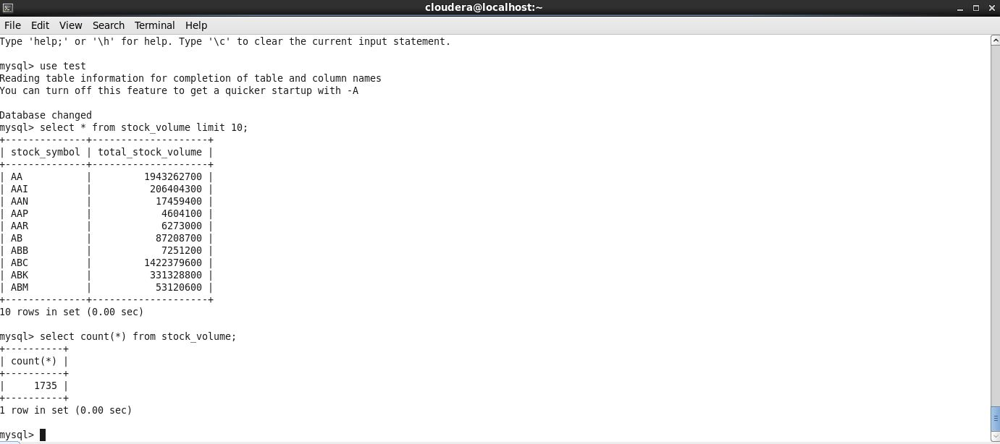 cloudera@localhost:~
File Edit View Search Terminal Help
Type 'help;' or '\h' for help. Type '\c' to clear the current input statement.
mysql> use test
Reading table information for completion of table and column names
You can turn off this feature to get a quicker startup with -A
Database changed
mysql> select * from stock_volume limit 10;
+--------------+--------------------+
| stock_symbol | total_stock_volume |
+--------------+--------------------+
| AA           |         1943262700 |
| AAI          |          206404300 |
| AAN          |           17459400 |
| AAP          |            4604100 |
| AAR          |            6273000 |
| AB           |           87208700 |
| ABB          |            7251200 |
| ABC          |         1422379600 |
| ABK          |          331328800 |
| ABM          |           53120600 |
+--------------+--------------------+
10 rows in set (0.00 sec)
mysql> select count(*) from stock_volume;
+----------+
| count(*) |
+----------+
|     1735 |
+----------+
1 row in set (0.00 sec)
mysql>